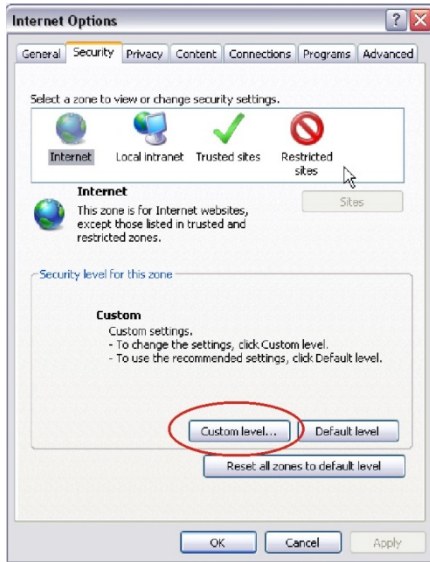 Internet Options
General Security Privacy Content Connections Programs Advanced
Select a zone to view or change security settings.
Internet Local intranet Trusted sites Restricted sites
Internet
Sites
This zone is for Internet websites,
except those listed in trusted and
restricted zones.
Security level for this zone
Custom
Custom settings.
- To change the settings, click Custom level.
- To use the recommended settings, click Default level.
Custom level... Default level
Reset all zones to default level
OK Cancel Apply